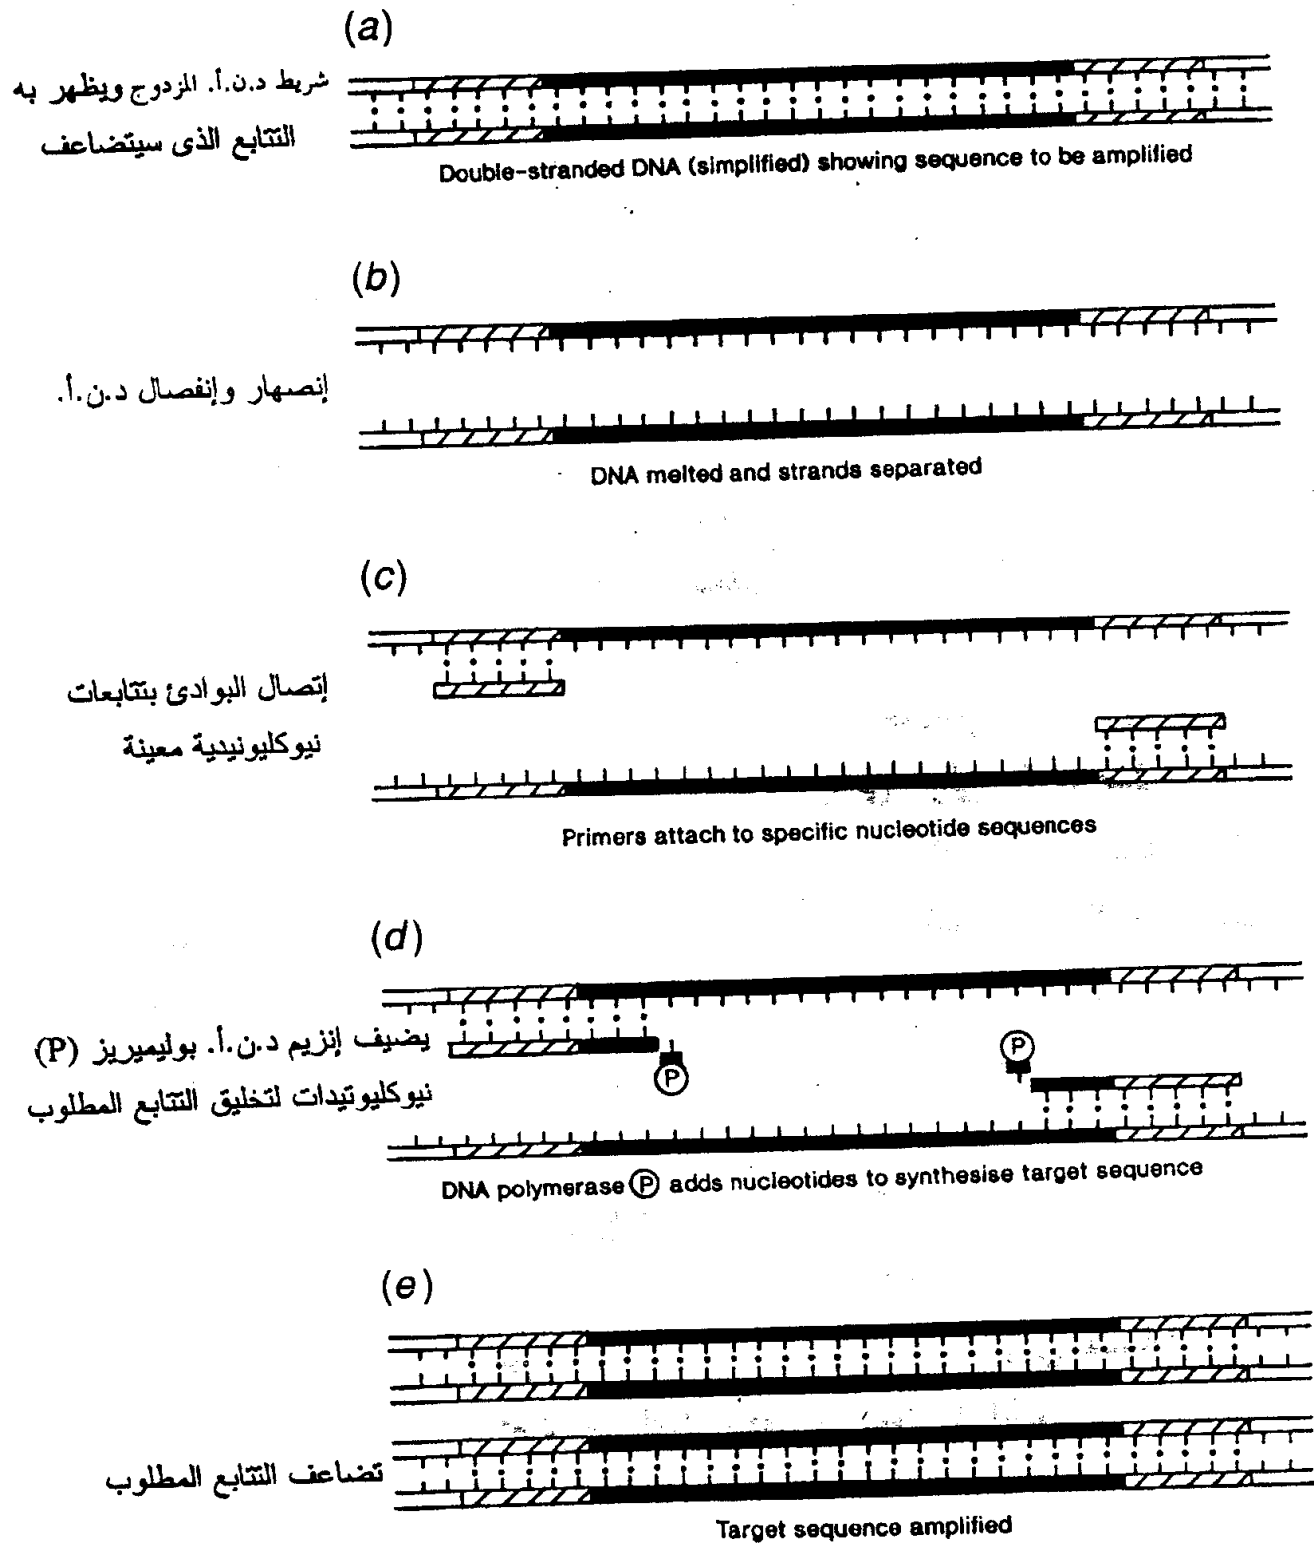 (a)
شريط د.ن.أ. المزدوج ويظهر به
التتابع الذى سيتضاعف
Double-stranded DNA (simplified) showing sequence to be amplified
(b)
إنصهار وإنفصال د.ن.أ.
DNA melted and strands separated
(c)
إتصال البوادئ بتتابعات
نيوكليونيدية معينة
Primers attach to specific nucleotide sequences
(d)
يضيف إنزيم د.ن.أ. بوليميريز (P)
نيوكليوتيدات لتخليق التتابع المطلوب
P
P
DNA polymerase Ⓟ adds nucleotides to synthesise target sequence
(e)
تضاعف التتابع المطلوب
Target sequence amplified